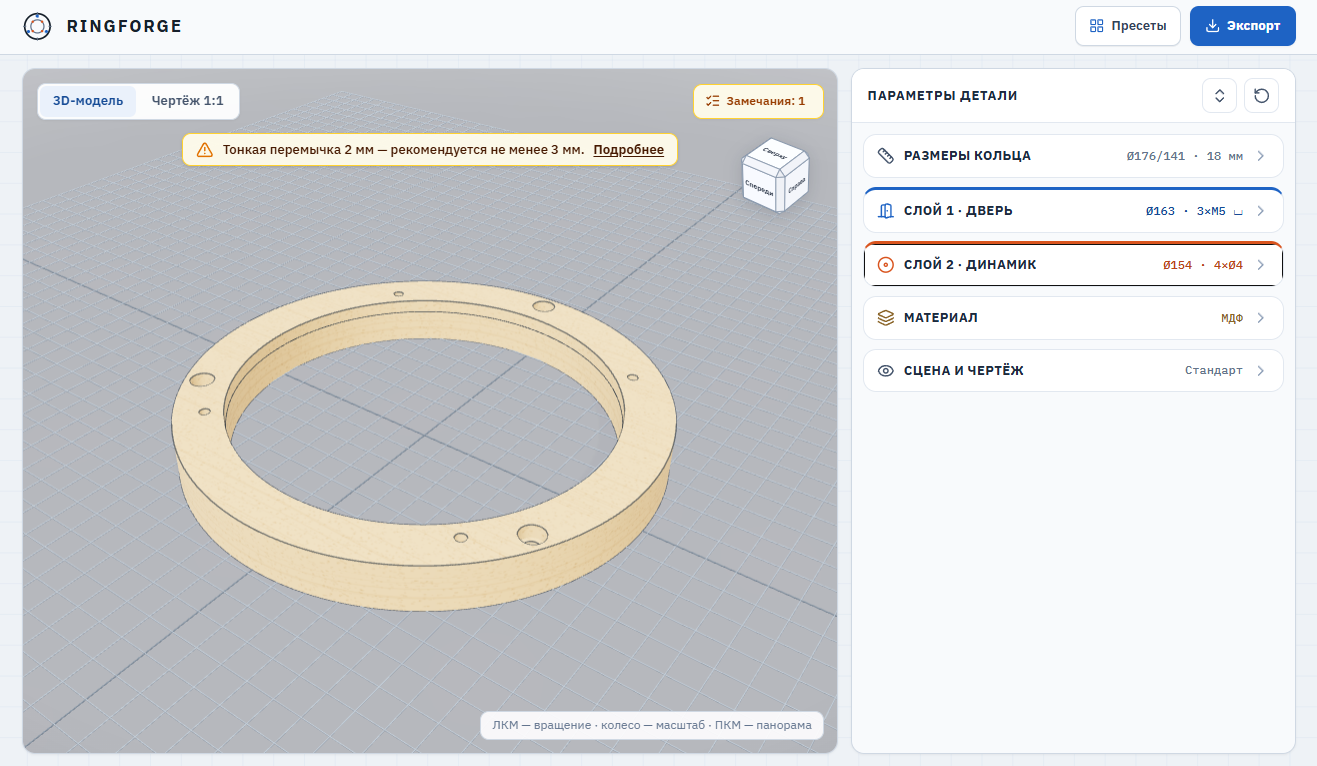 RINGFORGE
Пресеты
Экспорт
3D-модель
Чертёж 1:1
Замечания: 1
Тонкая перемычка 2 мм — рекомендуется не менее 3 мм. Подробнее
Сверху
Спереди
Справа
ЛКМ — вращение · колесо — масштаб · ПКМ — панорама
ПАРАМЕТРЫ ДЕТАЛИ
РАЗМЕРЫ КОЛЬЦА Ø176/141 · 18 мм
СЛОЙ 1 · ДВЕРЬ Ø163 · 3×M5 ⌴
СЛОЙ 2 · ДИНАМИК Ø154 · 4×Ø4
МАТЕРИАЛ МДФ
СЦЕНА И ЧЕРТЁЖ Стандарт